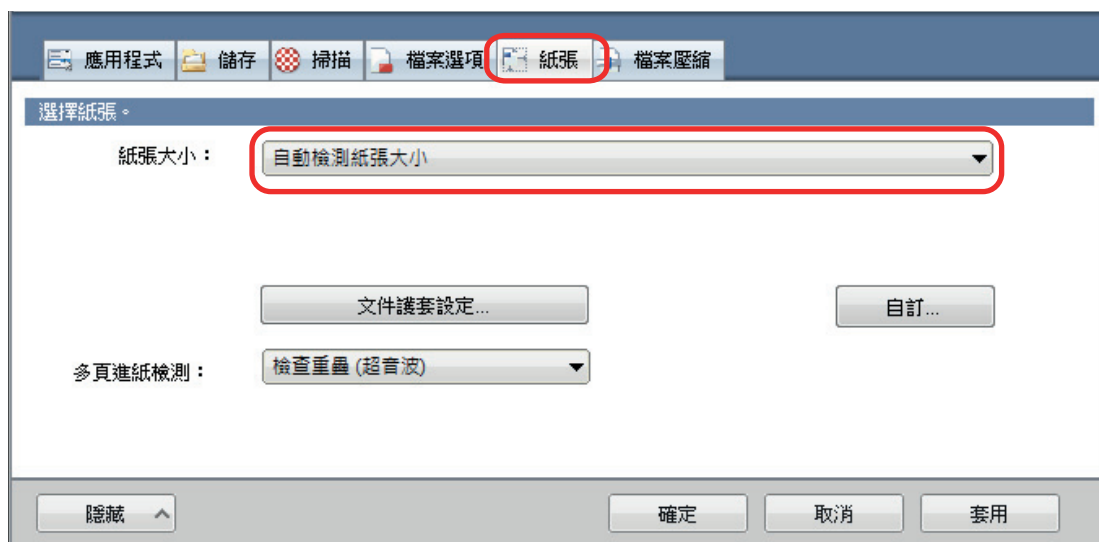 應用程式 儲存 掃描 檔案選項 紙張 檔案壓縮
選擇紙張。
紙張大小： 自動檢測紙張大小
文件護套設定... 自訂...
多頁進紙檢測： 檢查重疊 (超音波)
隱藏 確定 取消 套用